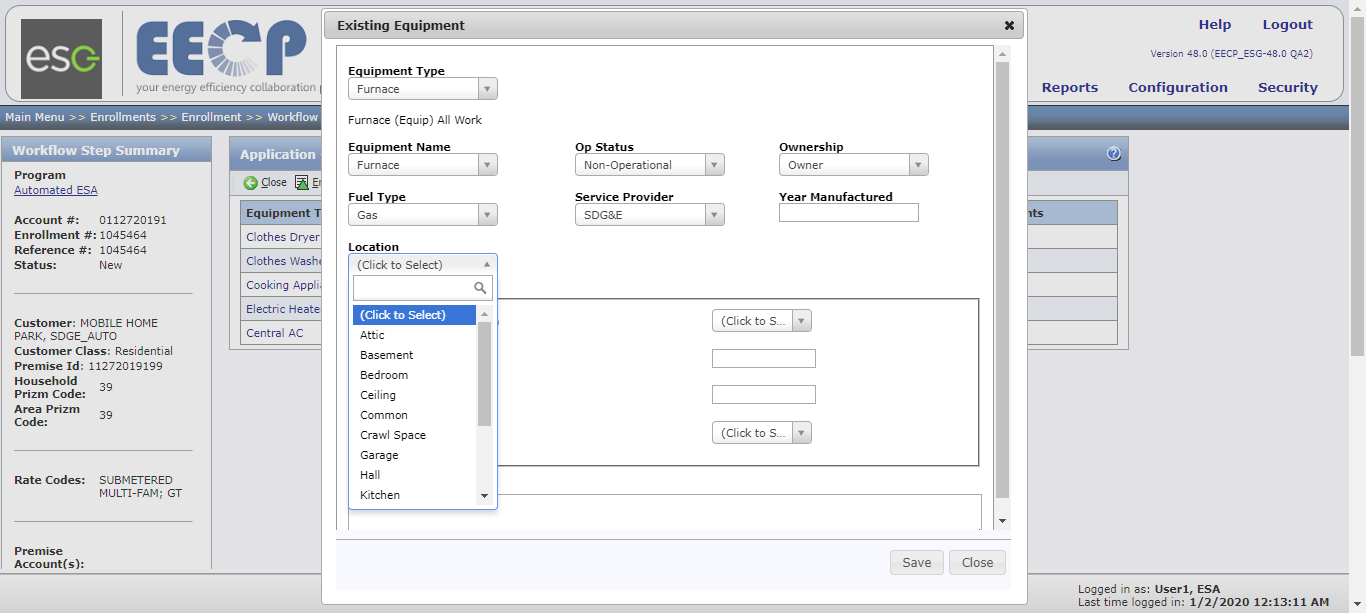 Existing Equipment
Help Logout
esg
EECP
your energy efficiency collaboration
Version 48.0 (EECP_ESG-48.0 QA2)
Reports Configuration Security
Main Menu >> Enrollments >> Enrollment >> Workflow
Workflow Step Summary
Program
Automated ESA
Account #: 0112720191
Enrollment #: 1045464
Reference #: 1045464
Status: New
Customer: MOBILE HOME
PARK, SDGE_AUTO
Customer Class: Residential
Premise Id: 11272019199
Household
Prizm Code: 39
Area Prizm
Code: 39
Rate Codes: SUBMETERED
MULTI-FAM; GT
Premise
Account(s):
Application
Close
Equipment T
Clothes Dryer
Clothes Washe
Cooking Applia
Electric Heate
Central AC
nts
Equipment Type
Furnace
Furnace (Equip) All Work
Equipment Name Op Status Ownership
Furnace Non-Operational Owner
Fuel Type Service Provider Year Manufactured
Gas SDG&E
Location
(Click to Select)
(Click to Select)
Attic
Basement
Bedroom
Ceiling
Common
Crawl Space
Garage
Hall
Kitchen
(Click to S...
(Click to S...
Save Close
Logged in as: User1, ESA
Last time logged in: 1/2/2020 12:13:11 AM